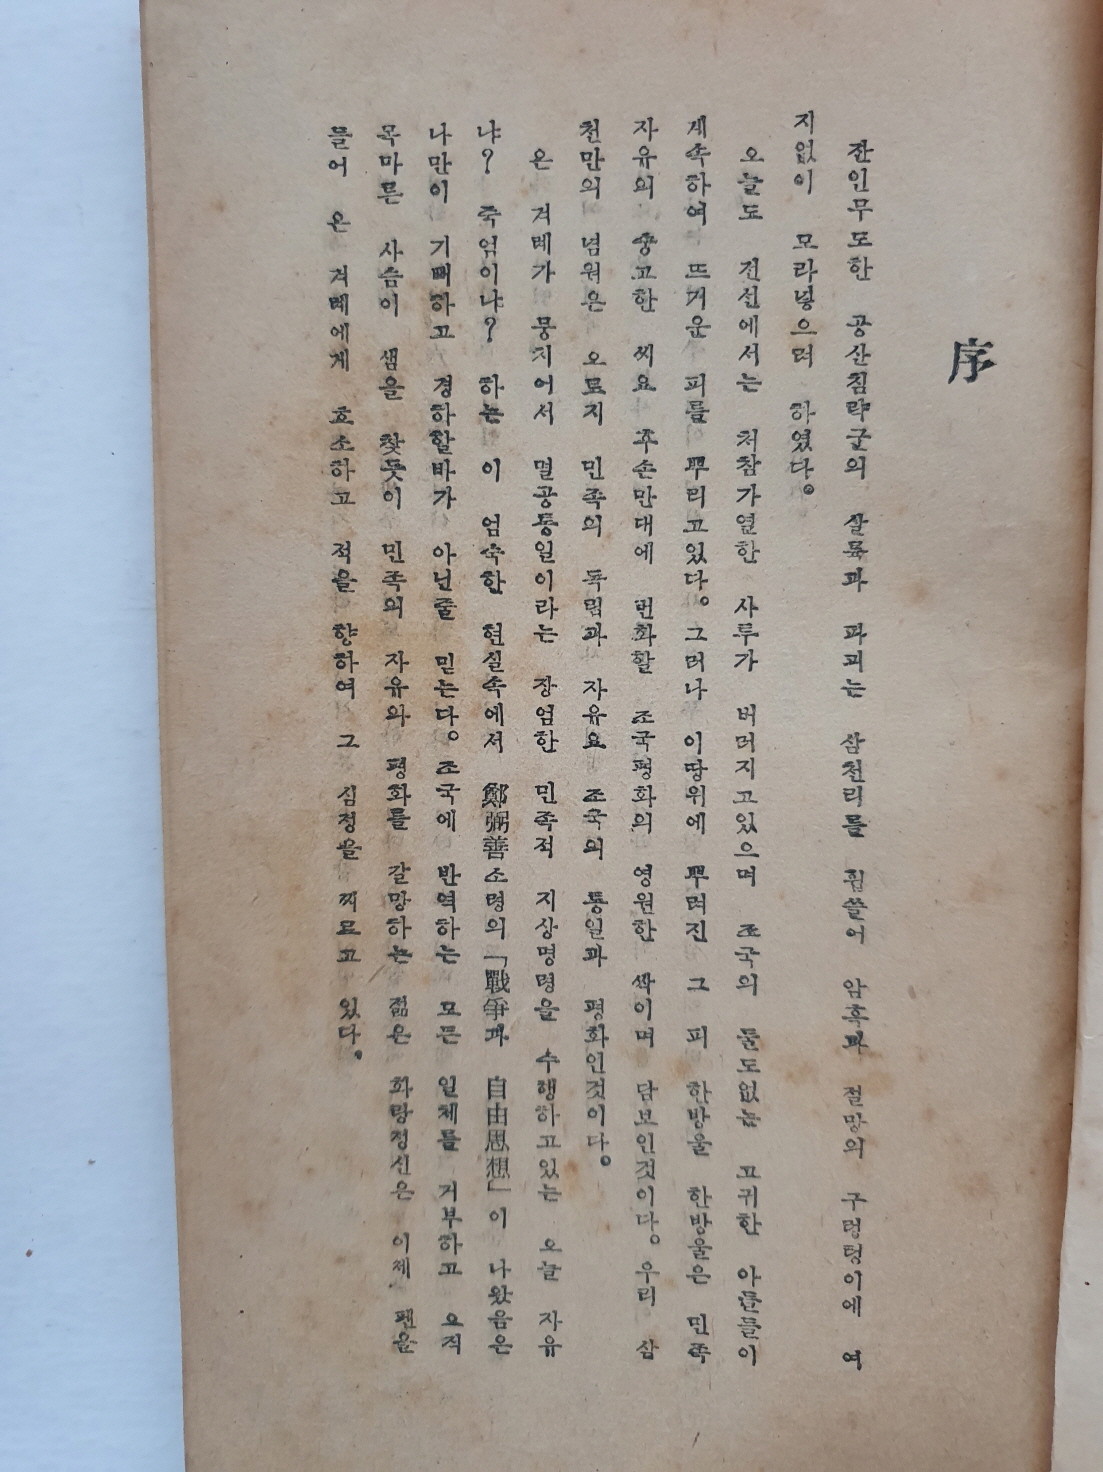 序
잔인무도한 공산침략군의 살륙과 파괴는 삼천리를 휩쓸어 암흑과 절망의 구렁텅이에 여
지없이 모라넣으려 하였다。
오늘도 전선에서는 처참가열한 사투가 버러지고있으며 조국의 둘도없는 고귀한 아들들이
계속하여 뜨거운 피를 뿌리고있다。그러나 이땅위에 뿌려진 그 피 한방울 한방울은 민족
자유의 숭고한 씨요 후손만대에 번화할 조국평화의 영원한 싹이며 담보인것이다。우리 삼
천만의 념원은 오로지 민족의 독립과 자유요 조국의 통일과 평화인것이다。
온 겨레가 뭉치어서 멸공통일이라는 장엄한 민족적 지상명령을 수행하고있는 오늘 자유
냐? 죽엄이냐? 하는 이 엄숙한 현실속에서 鄭弼善소령의「戰爭과 自由思想」이 나왔음은
나만이 기뻐하고 경하할바가 아닌줄 믿는다。조국에 반역하는 모든 일체를 거부하고 오직
목마른 사슴이 샘을 찾듯이 민족의 자유와 평화를 갈망하는 젊은 화랑정신은 이제 펜을
들어 온 겨레에게 호소하고 적을 향하여 그 심정을 찌르고 있다。